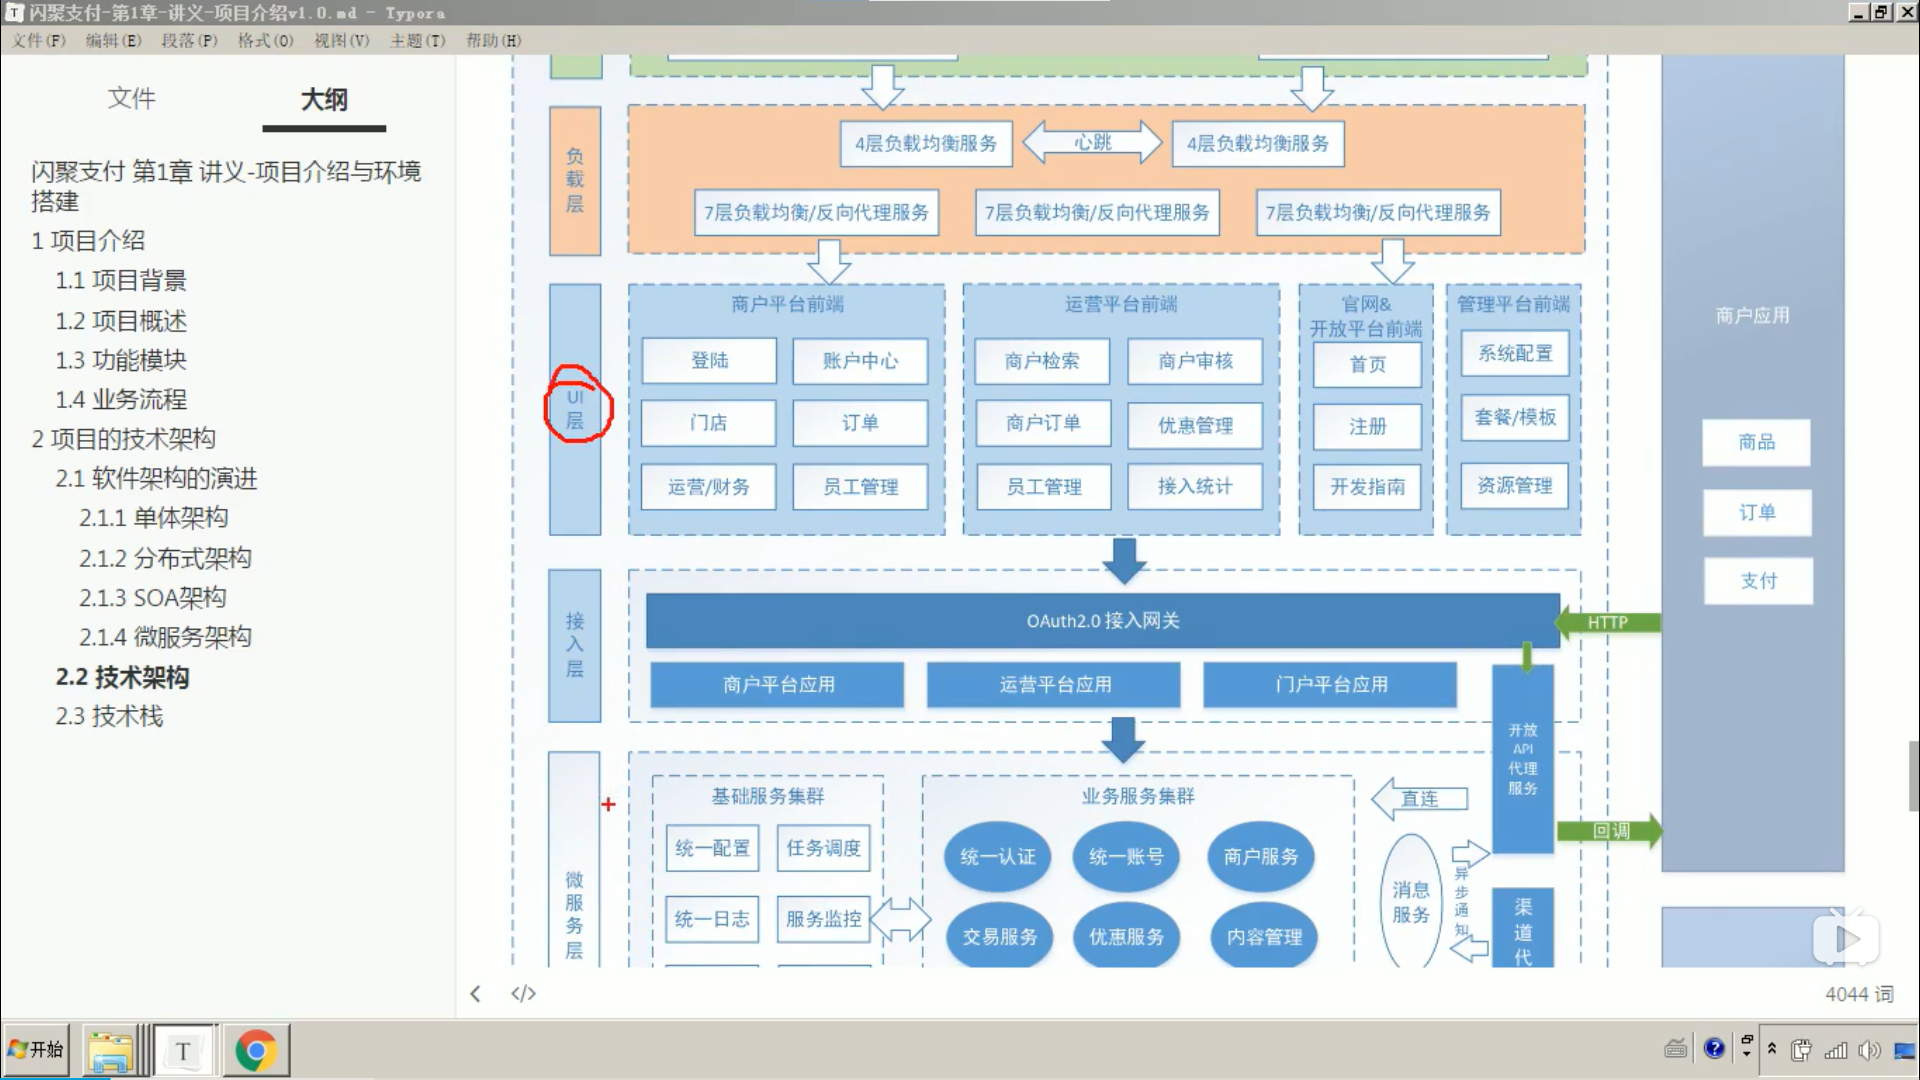 闪聚支付-第1章-讲义-项目介绍v1.0.md - Typora
文件(F) 编辑(E) 段落(P) 格式(O) 视图(V) 主题(T) 帮助(H)
文件 大纲
闪聚支付 第1章 讲义-项目介绍与环境
搭建
1 项目介绍
1.1 项目背景
1.2 项目概述
1.3 功能模块
1.4 业务流程
2 项目的技术架构
2.1 软件架构的演进
2.1.1 单体架构
2.1.2 分布式架构
2.1.3 SOA架构
2.1.4 微服务架构
2.2 技术架构
2.3 技术栈
负载层
4层负载均衡服务 心跳 4层负载均衡服务
7层负载均衡/反向代理服务 7层负载均衡/反向代理服务 7层负载均衡/反向代理服务
UI层
商户平台前端
登陆 账户中心
门店 订单
运营/财务 员工管理
运营平台前端
商户检索 商户审核
商户订单 优惠管理
员工管理 接入统计
官网&
开放平台前端
首页
注册
开发指南
管理平台前端
系统配置
套餐/模板
资源管理
接入层
OAuth2.0 接入网关
商户平台应用 运营平台应用 门户平台应用
HTTP
开放
API
代理
服务
回调
微服务层
基础服务集群
统一配置 任务调度
统一日志 服务监控
业务服务集群
统一认证 统一账号 商户服务
交易服务 优惠服务 内容管理
直连
消息
服务
异步通知
渠道代
商户应用
商品
订单
支付
4044 词
开始